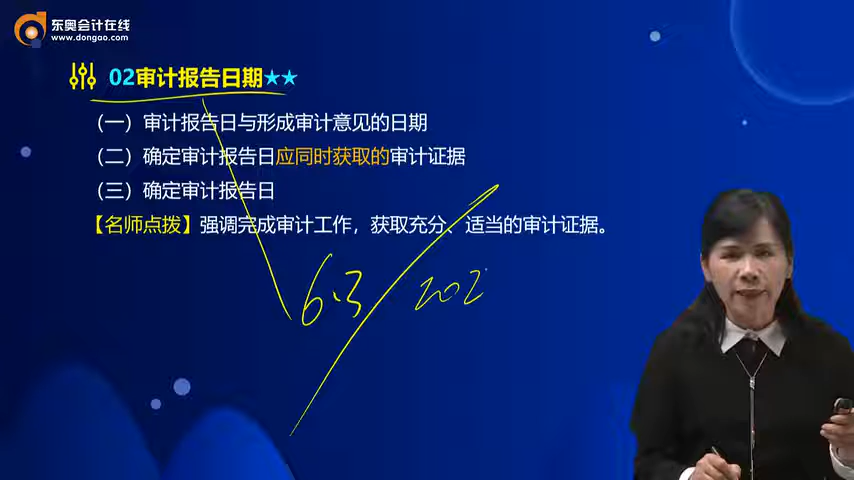 东奥会计在线
www.dongao.com
02审计报告日期★★
（一）审计报告日与形成审计意见的日期
（二）确定审计报告日应同时获取的审计证据
（三）确定审计报告日
【名师点拨】强调完成审计工作，获取充分、适当的审计证据。
6.3 202